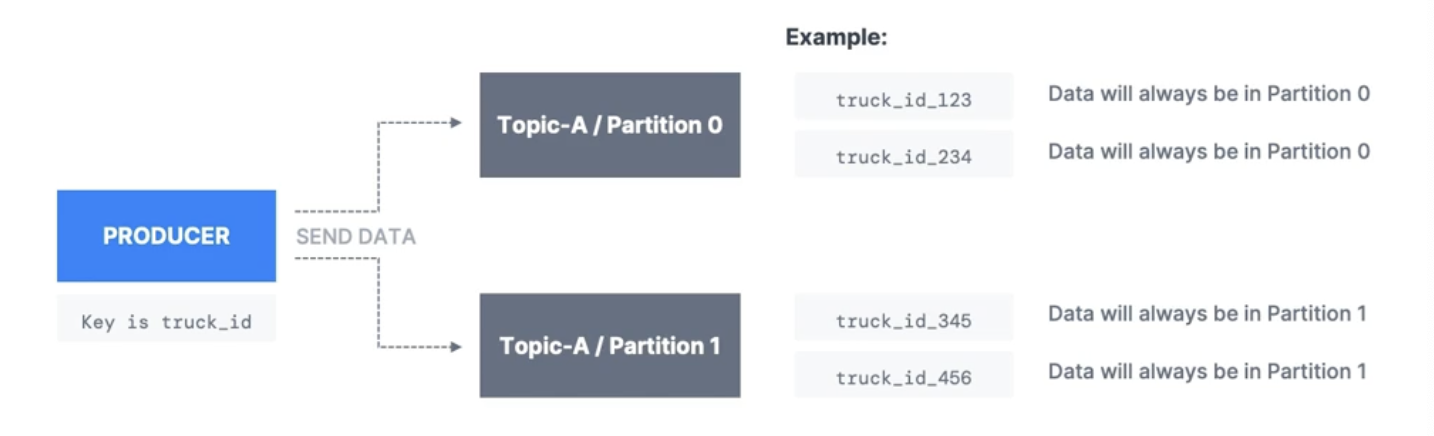 Example:
Topic-A / Partition 0
truck_id_123
Data will always be in Partition 0
truck_id_234
Data will always be in Partition 0
PRODUCER
SEND DATA
Key is truck_id
Topic-A / Partition 1
truck_id_345
Data will always be in Partition 1
truck_id_456
Data will always be in Partition 1